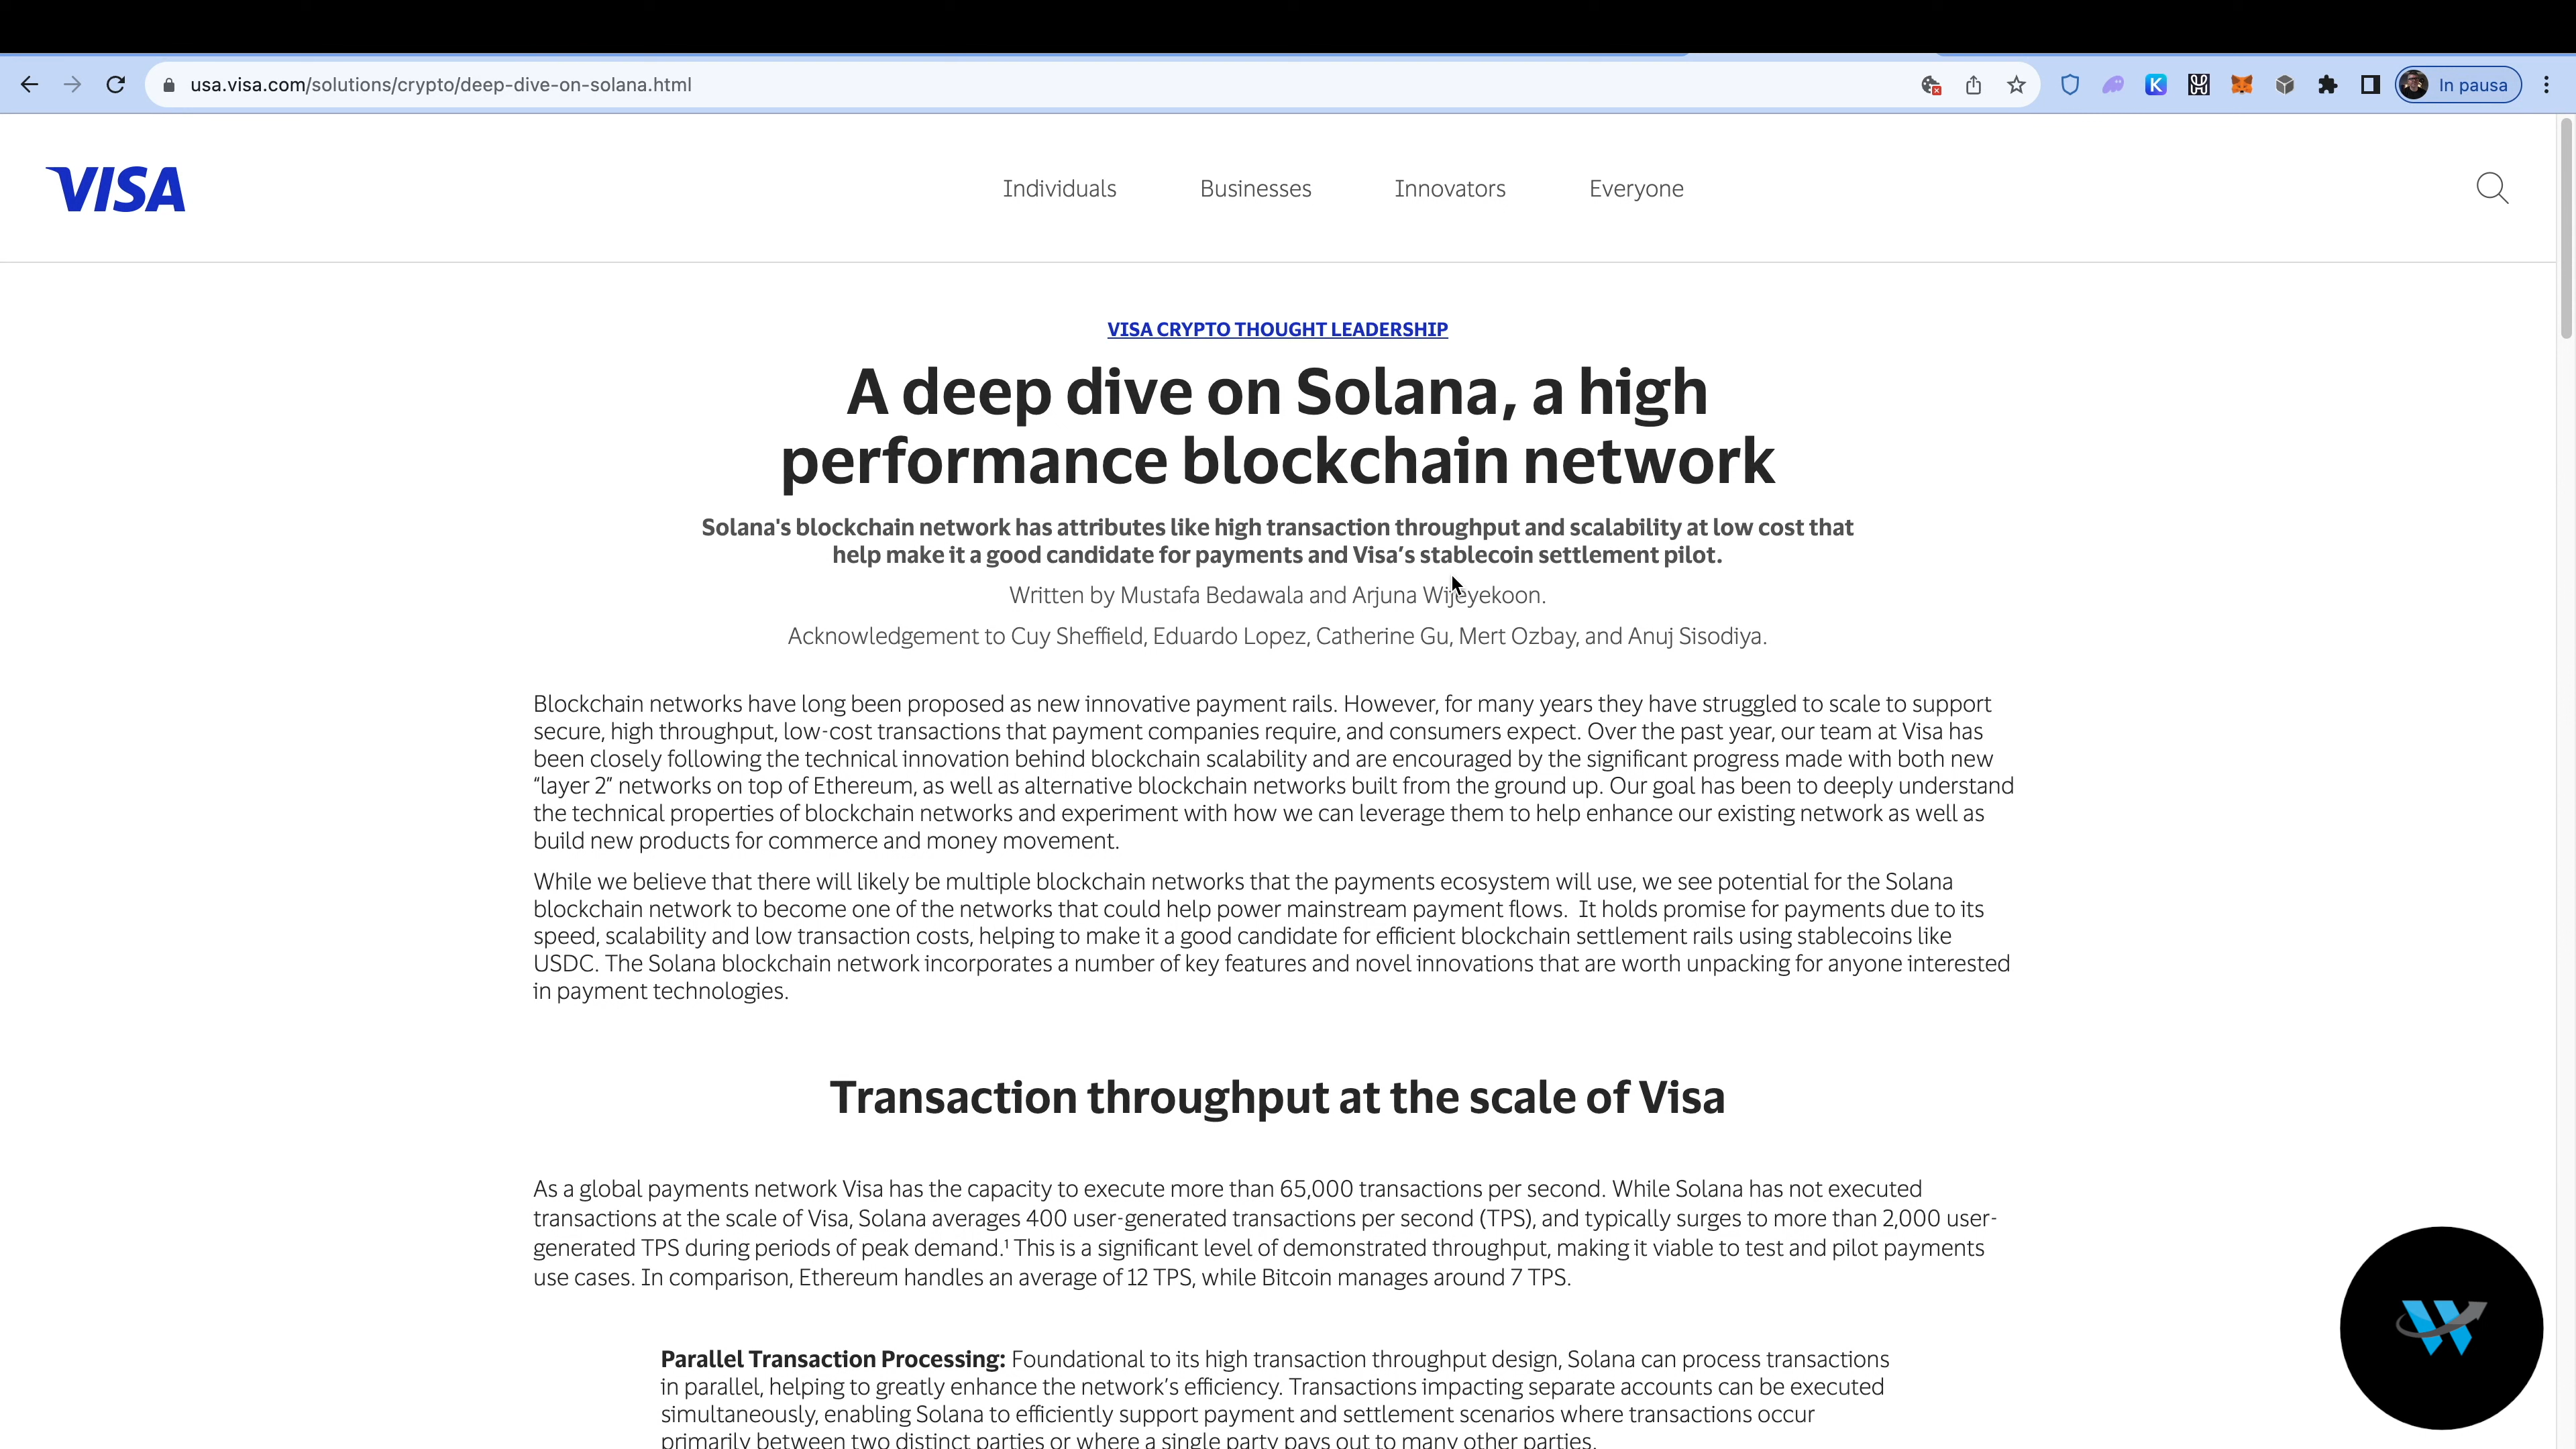 usa.visa.com/solutions/crypto/deep-dive-on-solana.html
In pausa
VISA
Individuals
Businesses
Innovators
Everyone
VISA CRYPTO THOUGHT LEADERSHIP
A deep dive on Solana, a high
performance blockchain network
Solana's blockchain network has attributes like high transaction throughput and scalability at low cost that
help make it a good candidate for payments and Visa’s stablecoin settlement pilot.
Written by Mustafa Bedawala and Arjuna Wijeyekoon.
Acknowledgement to Cuy Sheffield, Eduardo Lopez, Catherine Gu, Mert Ozbay, and Anuj Sisodiya.
Blockchain networks have long been proposed as new innovative payment rails. However, for many years they have struggled to scale to support
secure, high throughput, low-cost transactions that payment companies require, and consumers expect. Over the past year, our team at Visa has
been closely following the technical innovation behind blockchain scalability and are encouraged by the significant progress made with both new
“layer 2” networks on top of Ethereum, as well as alternative blockchain networks built from the ground up. Our goal has been to deeply understand
the technical properties of blockchain networks and experiment with how we can leverage them to help enhance our existing network as well as
build new products for commerce and money movement.
While we believe that there will likely be multiple blockchain networks that the payments ecosystem will use, we see potential for the Solana
blockchain network to become one of the networks that could help power mainstream payment flows. It holds promise for payments due to its
speed, scalability and low transaction costs, helping to make it a good candidate for efficient blockchain settlement rails using stablecoins like
USDC. The Solana blockchain network incorporates a number of key features and novel innovations that are worth unpacking for anyone interested
in payment technologies.
Transaction throughput at the scale of Visa
As a global payments network Visa has the capacity to execute more than 65,000 transactions per second. While Solana has not executed
transactions at the scale of Visa, Solana averages 400 user-generated transactions per second (TPS), and typically surges to more than 2,000 user-
generated TPS during periods of peak demand.¹ This is a significant level of demonstrated throughput, making it viable to test and pilot payments
use cases. In comparison, Ethereum handles an average of 12 TPS, while Bitcoin manages around 7 TPS.
Parallel Transaction Processing: Foundational to its high transaction throughput design, Solana can process transactions
in parallel, helping to greatly enhance the network’s efficiency. Transactions impacting separate accounts can be executed
simultaneously, enabling Solana to efficiently support payment and settlement scenarios where transactions occur
primarily between two distinct parties or where a single party pays out to many other parties.